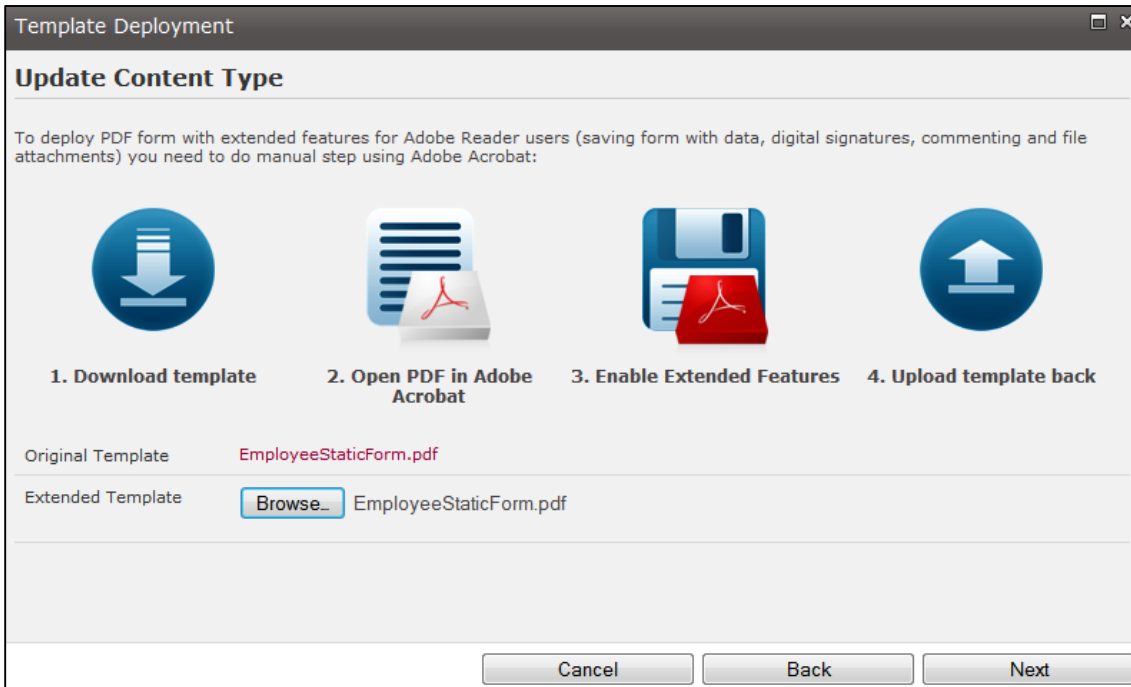 Template Deployment
Update Content Type
To deploy PDF form with extended features for Adobe Reader users (saving form with data, digital signatures, commenting and file
attachments) you need to do manual step using Adobe Acrobat:
1. Download template
2. Open PDF in Adobe
Acrobat
3. Enable Extended Features
4. Upload template back
Original Template EmployeeStaticForm.pdf
Extended Template Browse... EmployeeStaticForm.pdf
Cancel Back Next